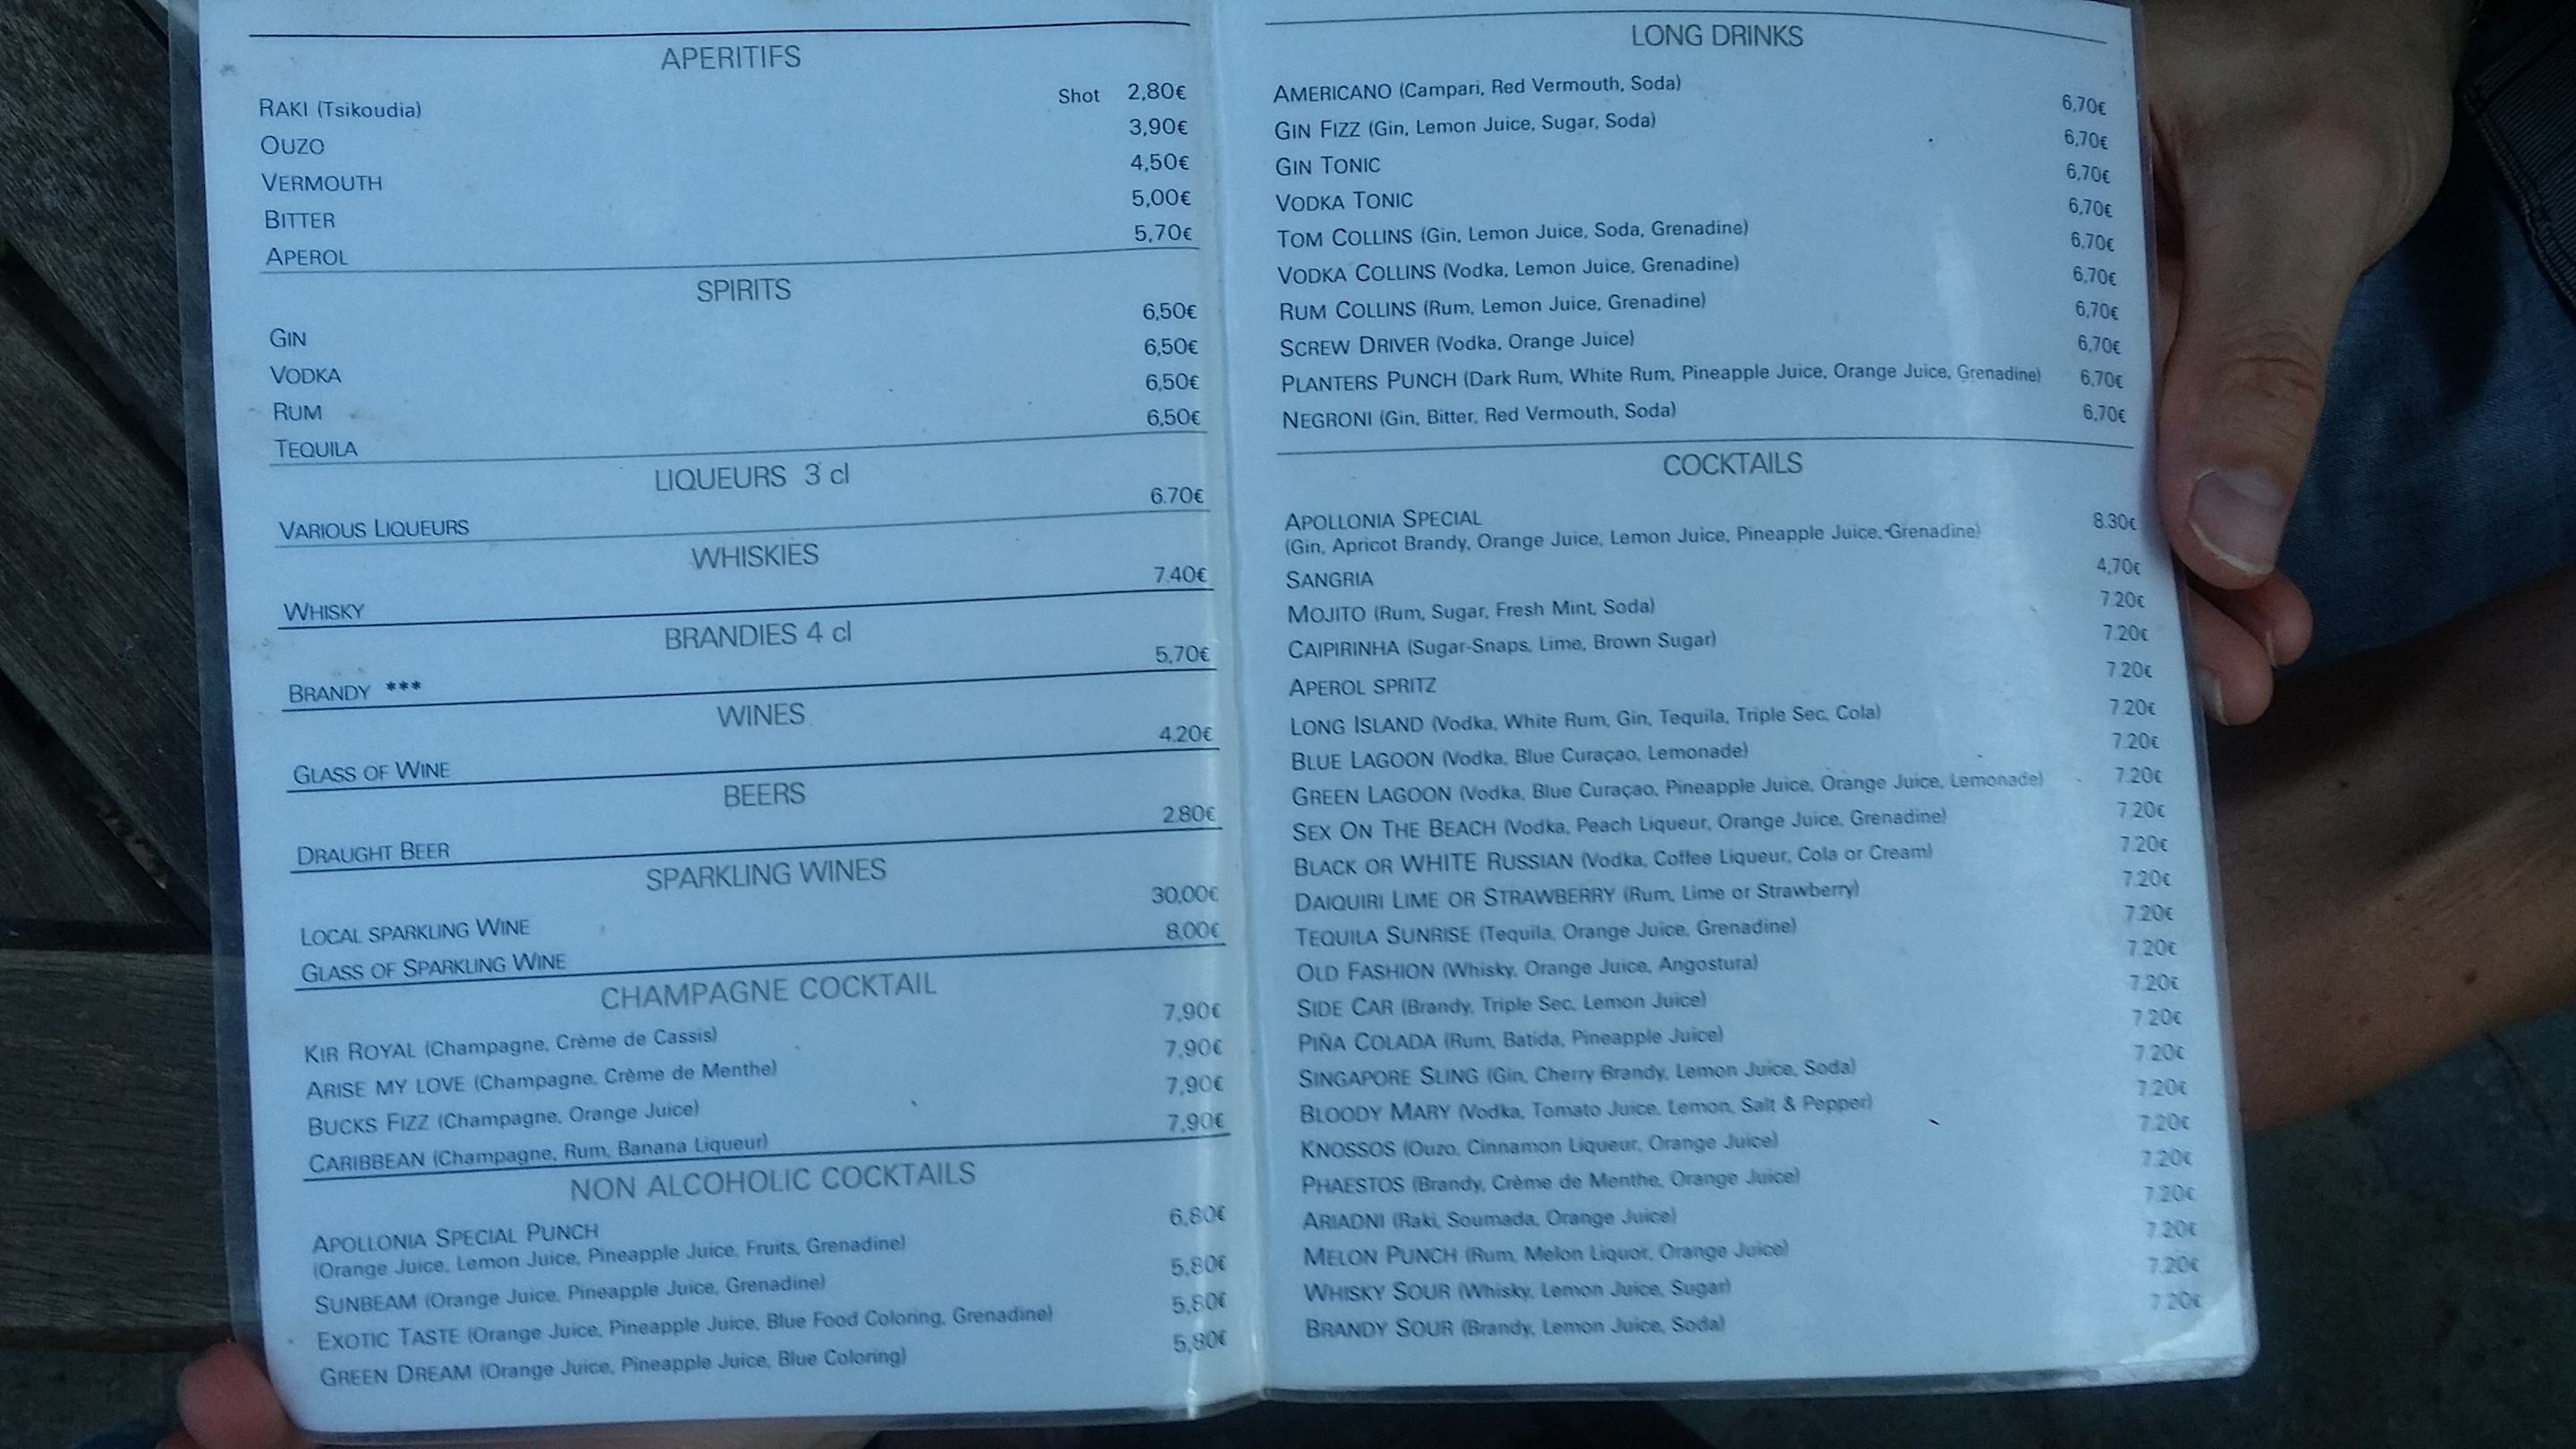 APERITIFS
RAKI (Tsikoudia) Shot 2,80€
OUZO 3,90€
VERMOUTH 4,50€
BITTER 5,00€
APEROL 5,70€
SPIRITS
GIN 6,50€
VODKA 6,50€
RUM 6,50€
TEQUILA 6,50€
LIQUEURS 3 cl
VARIOUS LIQUEURS 6.70€
WHISKIES
WHISKY 7.40€
BRANDIES 4 cl
BRANDY *** 5,70€
WINES
GLASS OF WINE 4.20€
BEERS
DRAUGHT BEER 2.80€
SPARKLING WINES
LOCAL SPARKLING WINE 30,00€
GLASS OF SPARKLING WINE 8,00€
CHAMPAGNE COCKTAIL
KIR ROYAL (Champagne, Crème de Cassis) 7,90€
ARISE MY LOVE (Champagne, Crème de Menthe) 7,90€
BUCKS FIZZ (Champagne, Orange Juice) 7,90€
CARIBBEAN (Champagne, Rum, Banana Liqueur) 7,90€
NON ALCOHOLIC COCKTAILS
APOLLONIA SPECIAL PUNCH 6,80€
(Orange Juice, Lemon Juice, Pineapple Juice, Fruits, Grenadine)
SUNBEAM (Orange Juice, Pineapple Juice, Grenadine) 5,80€
EXOTIC TASTE (Orange Juice, Pineapple Juice, Blue Food Coloring, Grenadine) 5,80€
GREEN DREAM (Orange Juice, Pineapple Juice, Blue Coloring) 5,80€
LONG DRINKS
AMERICANO (Campari, Red Vermouth, Soda) 6,70€
GIN FIZZ (Gin, Lemon Juice, Sugar, Soda) 6,70€
GIN TONIC 6,70€
VODKA TONIC 6,70€
TOM COLLINS (Gin, Lemon Juice, Soda, Grenadine) 6,70€
VODKA COLLINS (Vodka, Lemon Juice, Grenadine) 6,70€
RUM COLLINS (Rum, Lemon Juice, Grenadine) 6,70€
SCREW DRIVER (Vodka, Orange Juice) 6,70€
PLANTERS PUNCH (Dark Rum, White Rum, Pineapple Juice, Orange Juice, Grenadine) 6,70€
NEGRONI (Gin, Bitter, Red Vermouth, Soda) 6,70€
COCKTAILS
APOLLONIA SPECIAL 8.30€
(Gin, Apricot Brandy, Orange Juice, Lemon Juice, Pineapple Juice, Grenadine)
SANGRIA 4,70€
MOJITO (Rum, Sugar, Fresh Mint, Soda) 7.20€
CAIPIRINHA (Sugar-Snaps, Lime, Brown Sugar) 7.20€
APEROL SPRITZ 7.20€
LONG ISLAND (Vodka, White Rum, Gin, Tequila, Triple Sec, Cola) 7.20€
BLUE LAGOON (Vodka, Blue Curaçao, Lemonade) 7.20€
GREEN LAGOON (Vodka, Blue Curaçao, Pineapple Juice, Orange Juice, Lemonade) 7.20€
SEX ON THE BEACH (Vodka, Peach Liqueur, Orange Juice, Grenadine) 7.20€
BLACK OR WHITE RUSSIAN (Vodka, Coffee Liqueur, Cola or Cream) 7.20€
DAIQUIRI LIME OR STRAWBERRY (Rum, Lime or Strawberry) 7.20€
TEQUILA SUNRISE (Tequila, Orange Juice, Grenadine) 7.20€
OLD FASHION (Whisky, Orange Juice, Angostura) 7.20€
SIDE CAR (Brandy, Triple Sec, Lemon Juice) 7.20€
PIÑA COLADA (Rum, Batida, Pineapple Juice) 7.20€
SINGAPORE SLING (Gin, Cherry Brandy, Lemon Juice, Soda) 7.20€
BLOODY MARY (Vodka, Tomato Juice, Lemon, Salt & Pepper) 7.20€
KNOSSOS (Ouzo, Cinnamon Liqueur, Orange Juice) 7.20€
PHAESTOS (Brandy, Crème de Menthe, Orange Juice) 7.20€
ARIADNI (Raki, Soumada, Orange Juice) 7.20€
MELON PUNCH (Rum, Melon Liquor, Orange Juice) 7.20€
WHISKY SOUR (Whisky, Lemon Juice, Sugar) 7.20€
BRANDY SOUR (Brandy, Lemon Juice, Soda) 7.20€